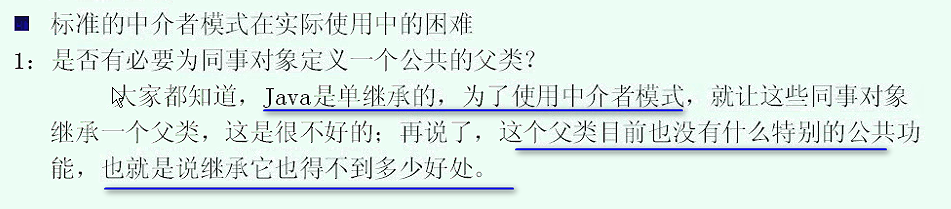 ■ 标准的中介者模式在实际使用中的困难
1：是否有必要为同事对象定义一个公共的父类？
大家都知道，Java是单继承的，为了使用中介者模式，就让这些同事对象
继承一个父类，这是很不好的；再说了，这个父类目前也没有什么特别的公共功
能，也就是说继承它也得不到多少好处。